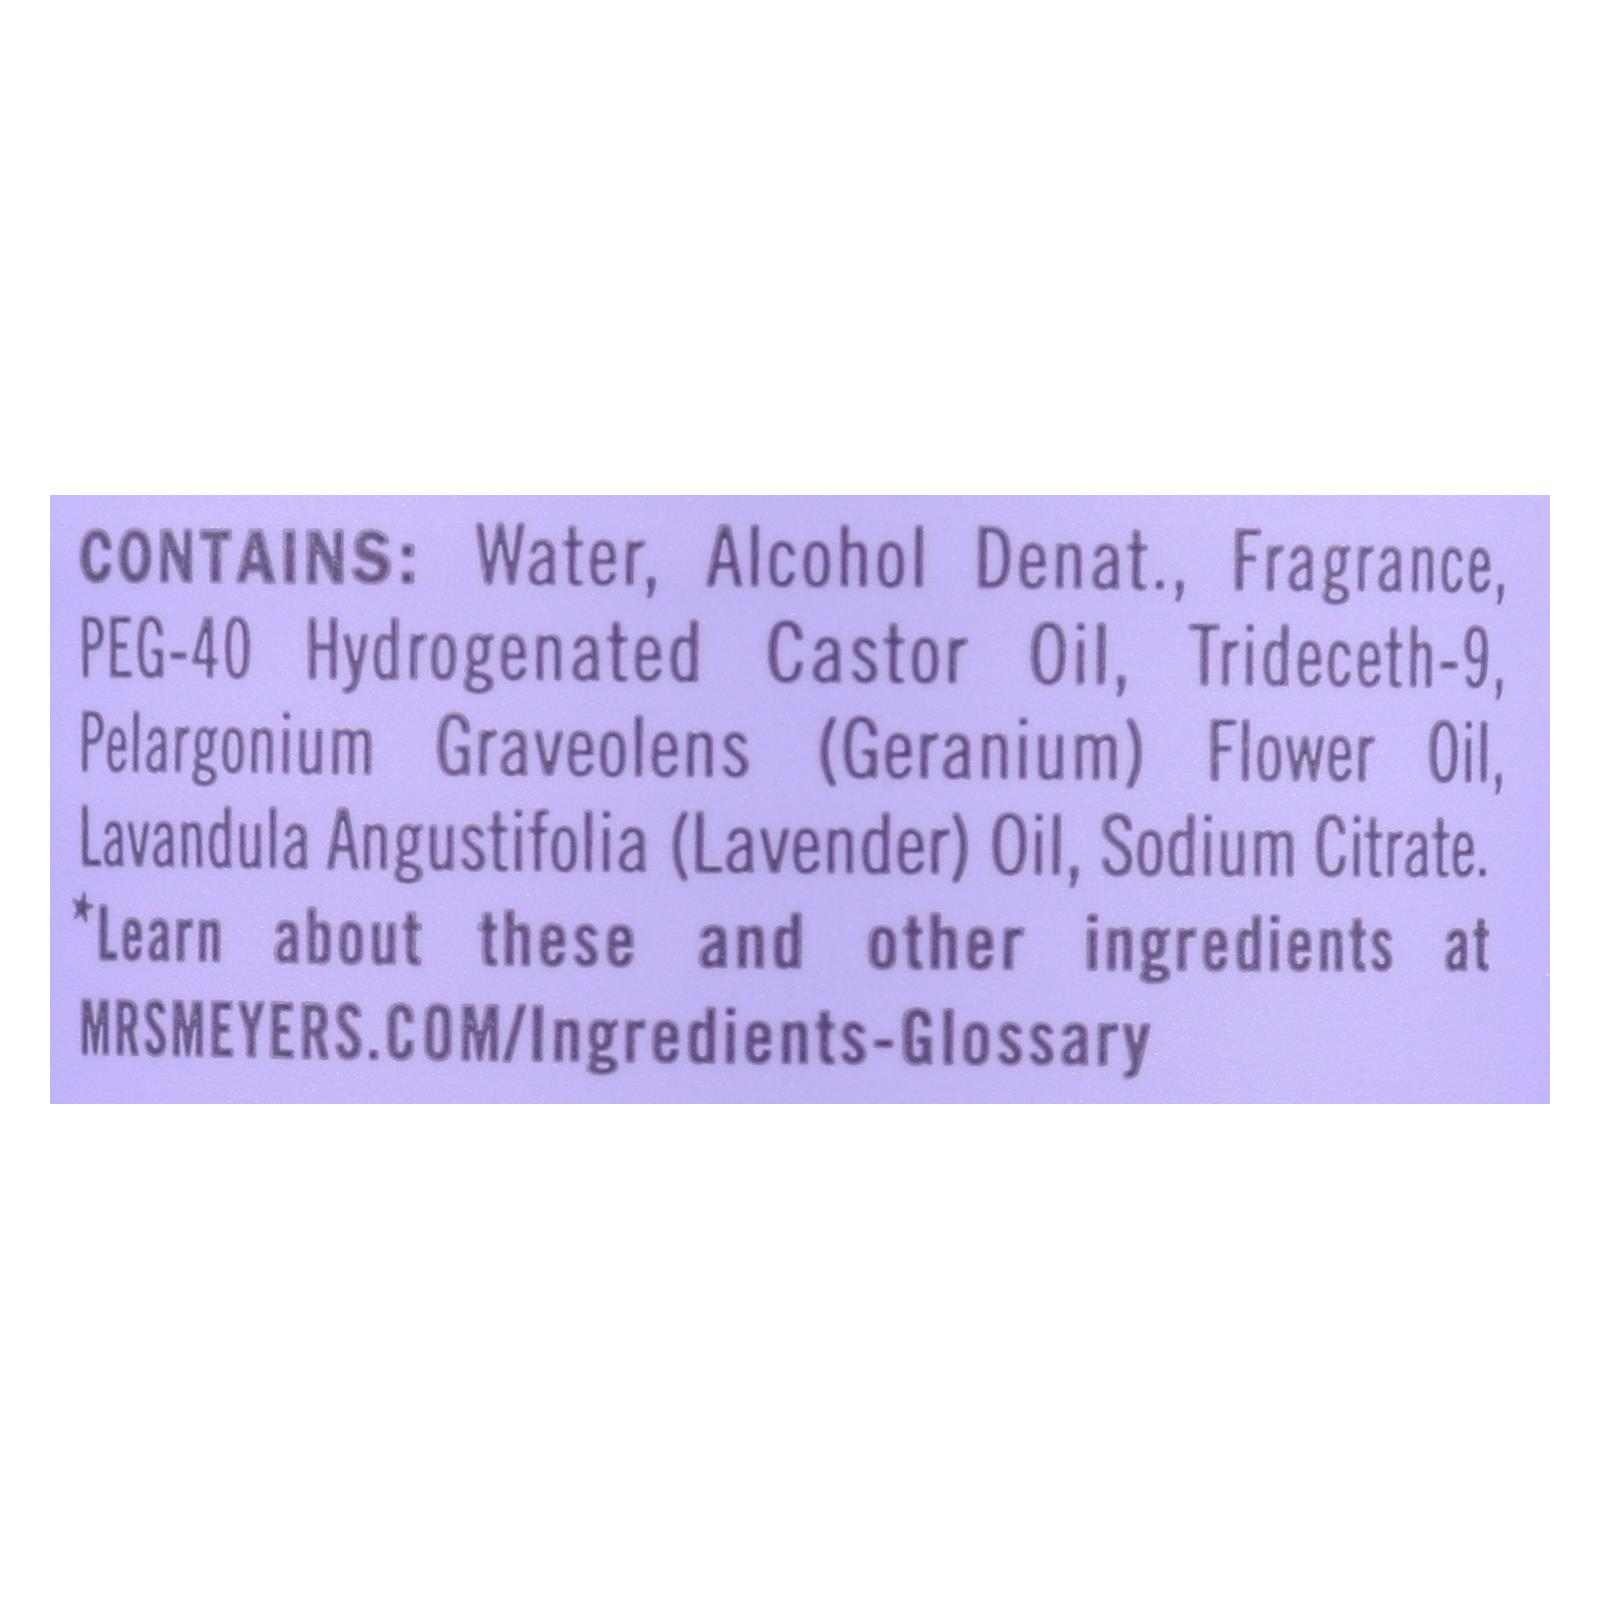 CONTAINS: Water, Alcohol Denat., Fragrance,
PEG-40 Hydrogenated Castor Oil, Trideceth-9,
Pelargonium Graveolens (Geranium) Flower Oil,
Lavandula Angustifolia (Lavender) Oil, Sodium Citrate.
*Learn about these and other ingredients at
MRSMEYERS.COM/Ingredients-Glossary